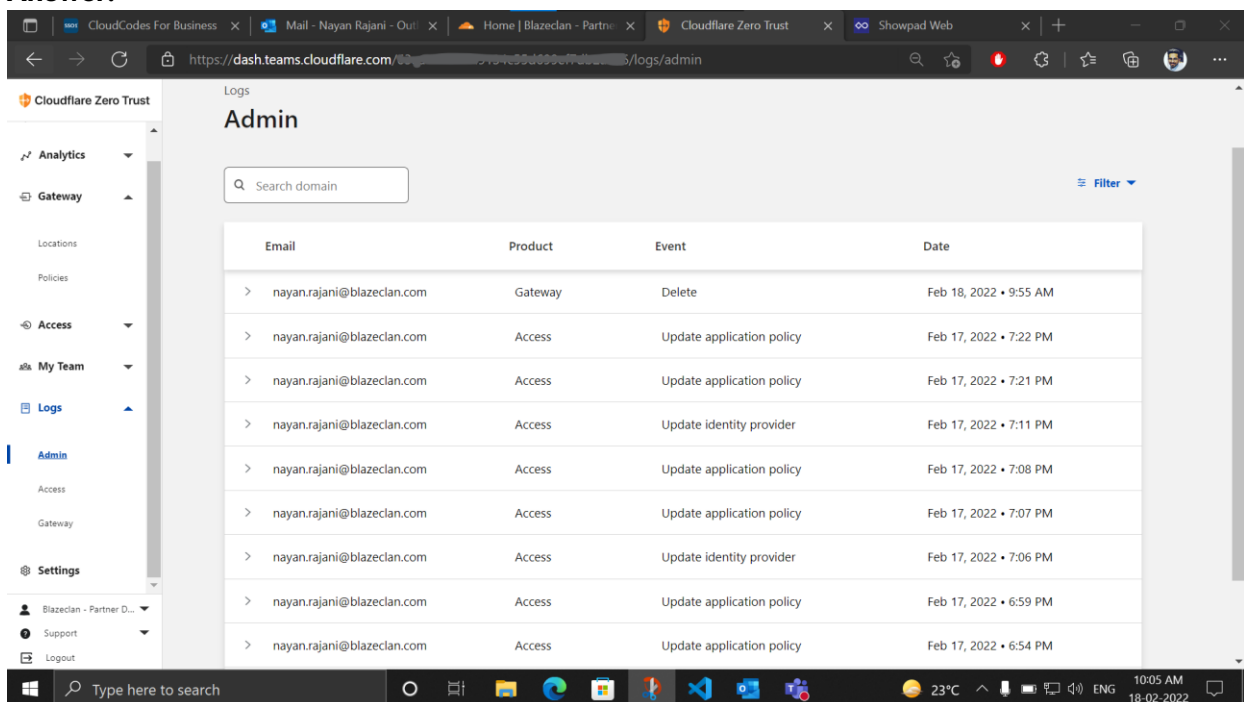 Answer:
CloudCodes For Business
Mail - Nayan Rajani - Outl
Home | Blazeclan - Partne
Cloudflare Zero Trust
Showpad Web
https://dash.teams.cloudflare.com/
/logs/admin
Cloudflare Zero Trust
Analytics
Gateway
Locations
Policies
Access
My Team
Logs
Admin
Access
Gateway
Settings
Blazeclan - Partner D...
Support
Logout
Logs
Admin
Search domain
Filter
Email Product Event Date
nayan.rajani@blazeclan.com Gateway Delete Feb 18, 2022 • 9:55 AM
nayan.rajani@blazeclan.com Access Update application policy Feb 17, 2022 • 7:22 PM
nayan.rajani@blazeclan.com Access Update application policy Feb 17, 2022 • 7:21 PM
nayan.rajani@blazeclan.com Access Update identity provider Feb 17, 2022 • 7:11 PM
nayan.rajani@blazeclan.com Access Update application policy Feb 17, 2022 • 7:08 PM
nayan.rajani@blazeclan.com Access Update application policy Feb 17, 2022 • 7:07 PM
nayan.rajani@blazeclan.com Access Update identity provider Feb 17, 2022 • 7:06 PM
nayan.rajani@blazeclan.com Access Update application policy Feb 17, 2022 • 6:59 PM
nayan.rajani@blazeclan.com Access Update application policy Feb 17, 2022 • 6:54 PM
Type here to search
23°C
ENG
10:05 AM
18-02-2022